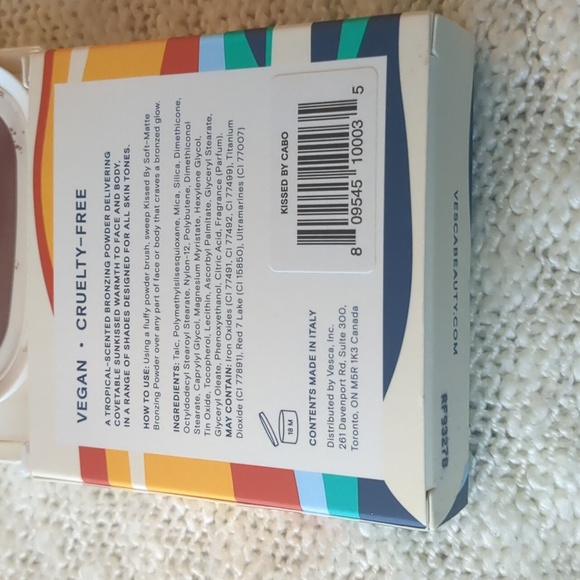 VEGAN • CRUELTY-FREE
A TROPICAL-SCENTED BRONZING POWDER DELIVERING
COVETABLE SUNKISSED WARMTH TO FACE AND BODY,
IN A RANGE OF SHADES DESIGNED FOR ALL SKIN TONES.
HOW TO USE: Using a fluffy powder brush, sweep Kissed By Soft-Matte
Bronzing Powder over any part of face or body that craves a bronzed glow.
INGREDIENTS: Talc, Polymethylsilsesquioxane, Mica, Silica, Dimethicone,
Octyldodecyl Stearoyl Stearate, Nylon-12, Polybutene, Dimethiconol
Stearate, Caprylyl Glycol, Magnesium Myristate, Hexylene Glycol,
Tin Oxide, Tocopherol, Lecithin, Ascorbyl Palmitate, Glyceryl Stearate,
Glyceryl Oleate, Phenoxyethanol, Citric Acid, Fragrance (Parfum).
MAY CONTAIN: Iron Oxides (CI 77491, CI 77492, CI 77499), Titanium
Dioxide (CI 77891), Red 7 Lake (CI 15850), Ultramarines (CI 77007)
18 M
CONTENTS MADE IN ITALY
Distributed by Vesca, Inc.
261 Davenport Rd, Suite 300,
Toronto, ON M5R 1K3 Canada
KISSED BY CABO
8 09545 10003 5
VESCABEAUTY.COM
RF9327B